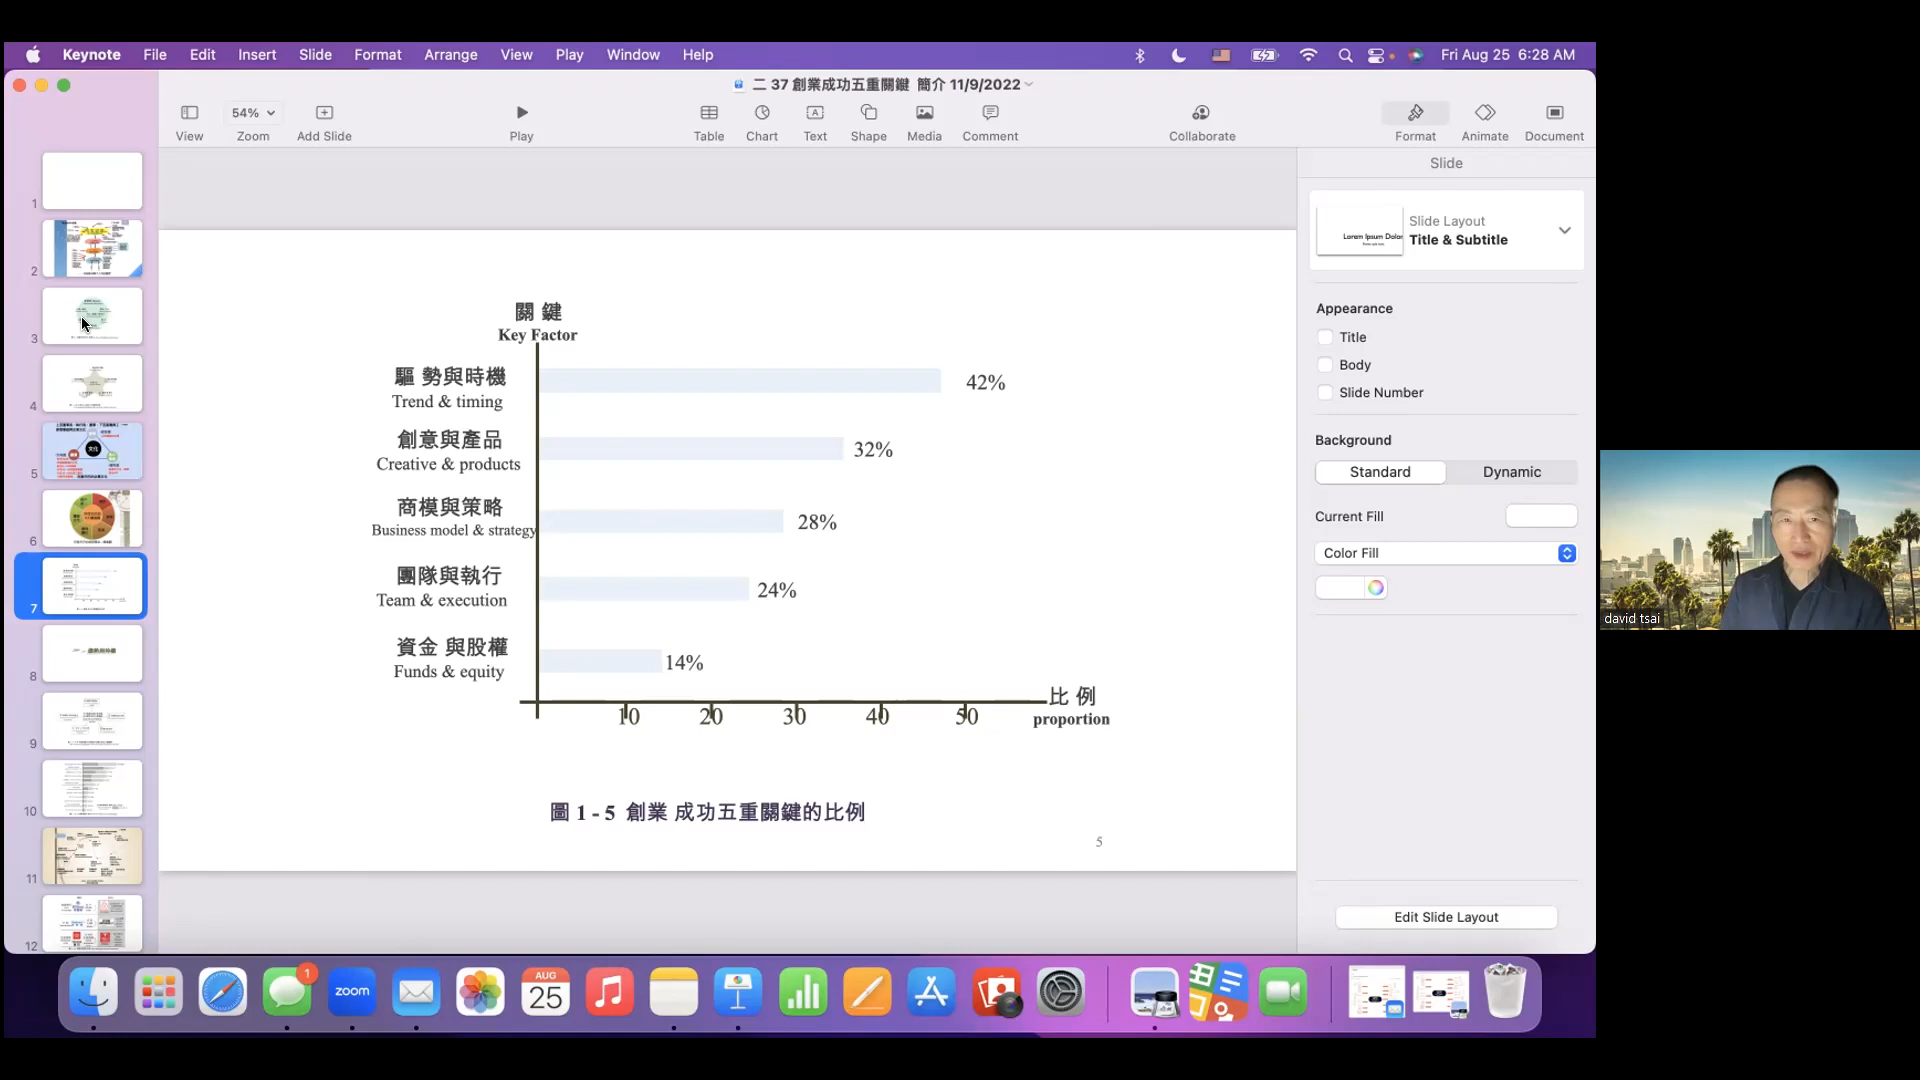 Keynote File Edit Insert Slide Format Arrange View Play Window Help Fri Aug 25 6:28 AM
二 37 創業成功五重關鍵 簡介 11/9/2022
54%
View Zoom Add Slide Play Table Chart Text Shape Media Comment Collaborate Format Animate Document
Slide
1
2
3
4
5
6
7
8
9
10
11
12
文化
關 鍵
Key Factor
驅 勢與時機
Trend & timing
42%
創意與產品
Creative & products
32%
商模與策略
Business model & strategy
28%
團隊與執行
Team & execution
24%
資金 與股權
Funds & equity
14%
10 20 30 40 50
比 例
proportion
圖 1 - 5 創業 成功五重關鍵的比例
5
Lorem Ipsum Dolor
Slide Layout
Title & Subtitle
Appearance
Title
Body
Slide Number
Background
Standard Dynamic
Current Fill
Color Fill
Edit Slide Layout
david tsai
1
zoom
AUG
25